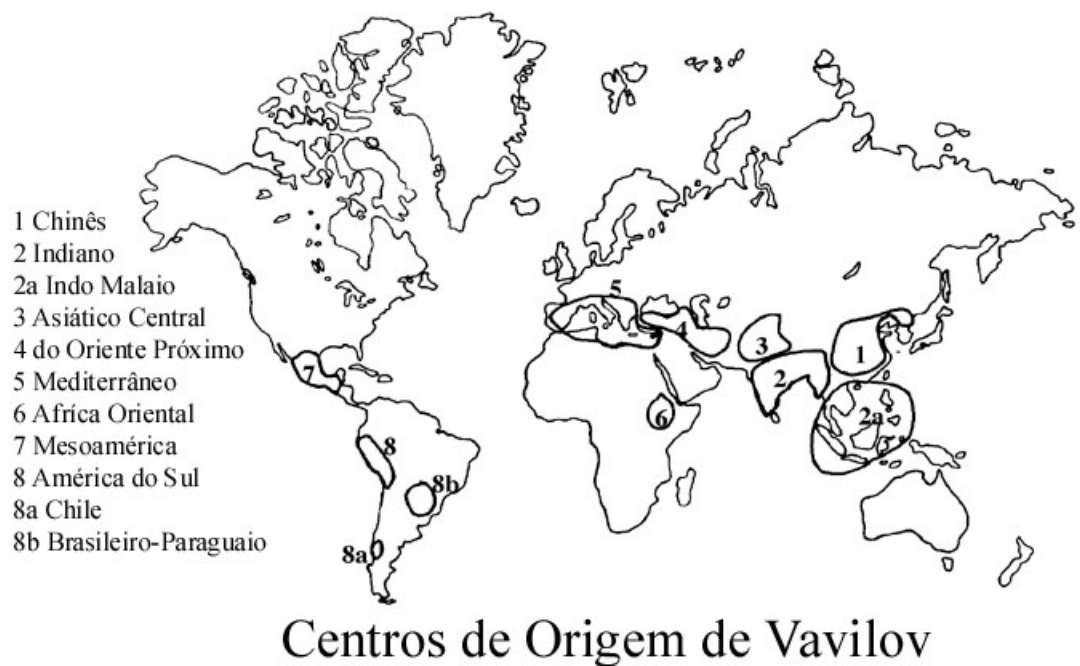 1 Chinês
2 Indiano
2a Indo Malaio
3 Asiático Central
4 do Oriente Próximo
5 Mediterrâneo
6 Afríca Oriental
7 Mesoamérica
8 América do Sul
8a Chile
8b Brasileiro-Paraguaio
5
4
3
1
2
7
6
2a
8
8b
8a
Centros de Origem de Vavilov